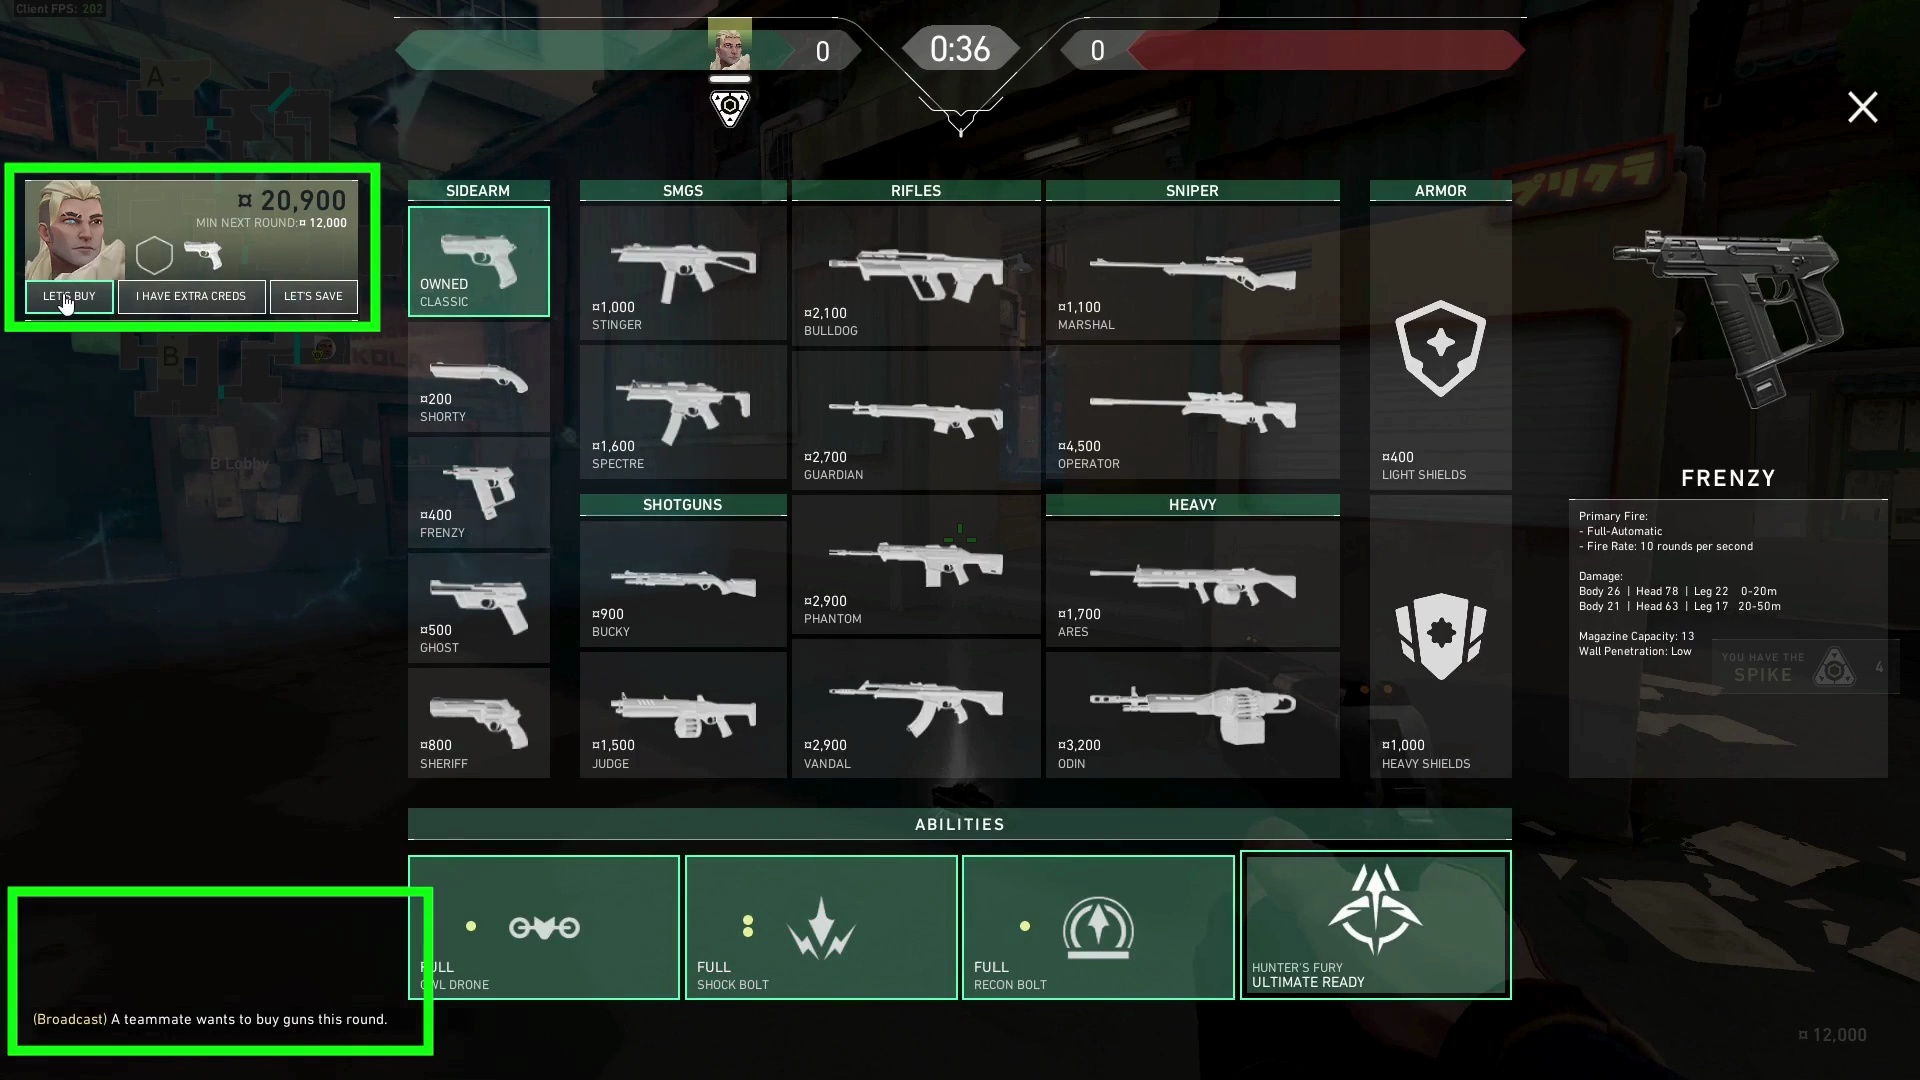 Client FPS: 202
0
0:36
0
A
¤ 20,900
MIN NEXT ROUND: ¤ 12,000
LET'S BUY
I HAVE EXTRA CREDS
LET'S SAVE
B
B Lobby
プリクラ
SIDEARM
OWNED
CLASSIC
¤200
SHORTY
¤400
FRENZY
¤500
GHOST
¤800
SHERIFF
SMGS
¤1,000
STINGER
¤1,600
SPECTRE
SHOTGUNS
¤900
BUCKY
¤1,500
JUDGE
RIFLES
¤2,100
BULLDOG
¤2,700
GUARDIAN
¤2,900
PHANTOM
¤2,900
VANDAL
SNIPER
¤1,100
MARSHAL
¤4,500
OPERATOR
HEAVY
¤1,700
ARES
¤3,200
ODIN
ARMOR
¤400
LIGHT SHIELDS
¤1,000
HEAVY SHIELDS
FRENZY
Primary Fire:
- Full-Automatic
- Fire Rate: 10 rounds per second
Damage:
Body 26 | Head 78 | Leg 22 0-20m
Body 21 | Head 63 | Leg 17 20-50m
Magazine Capacity: 13
Wall Penetration: Low
YOU HAVE THE
SPIKE
4
ABILITIES
FULL
OWL DRONE
FULL
SHOCK BOLT
FULL
RECON BOLT
HUNTER'S FURY
ULTIMATE READY
(Broadcast) A teammate wants to buy guns this round.
¤ 12,000